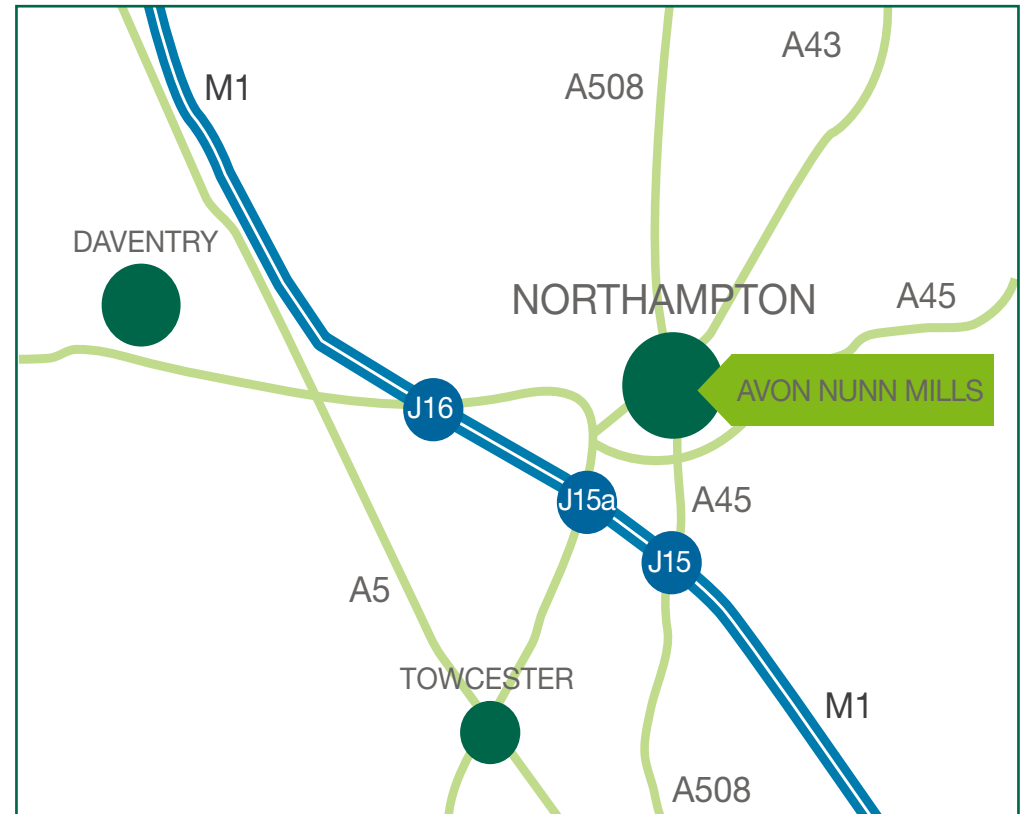 A43
M1
A508
DAVENTRY
NORTHAMPTON
A45
AVON NUNN MILLS
J16
J15a
A45
J15
A5
TOWCESTER
M1
A508